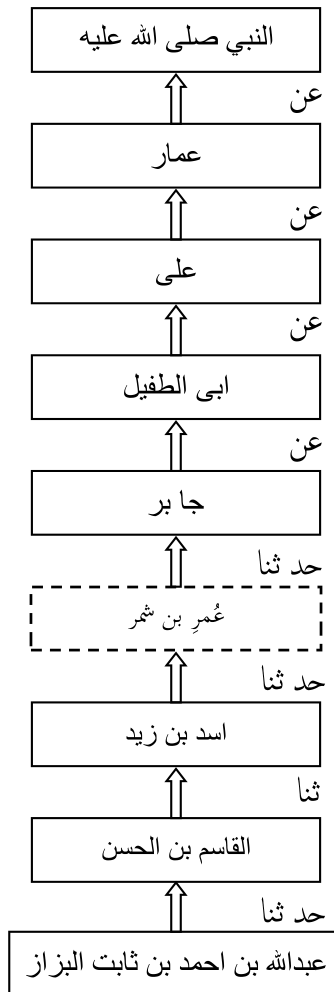 النبي صلى الله عليه
عن
عمار
عن
على
عن
ابى الطفيل
عن
جا بر
حد ثنا
عُمرِ بن شمر
حد ثنا
اسد بن زيد
ثنا
القاسم بن الحسن
حد ثنا
عبدالله بن احمد بن ثابت البزاز